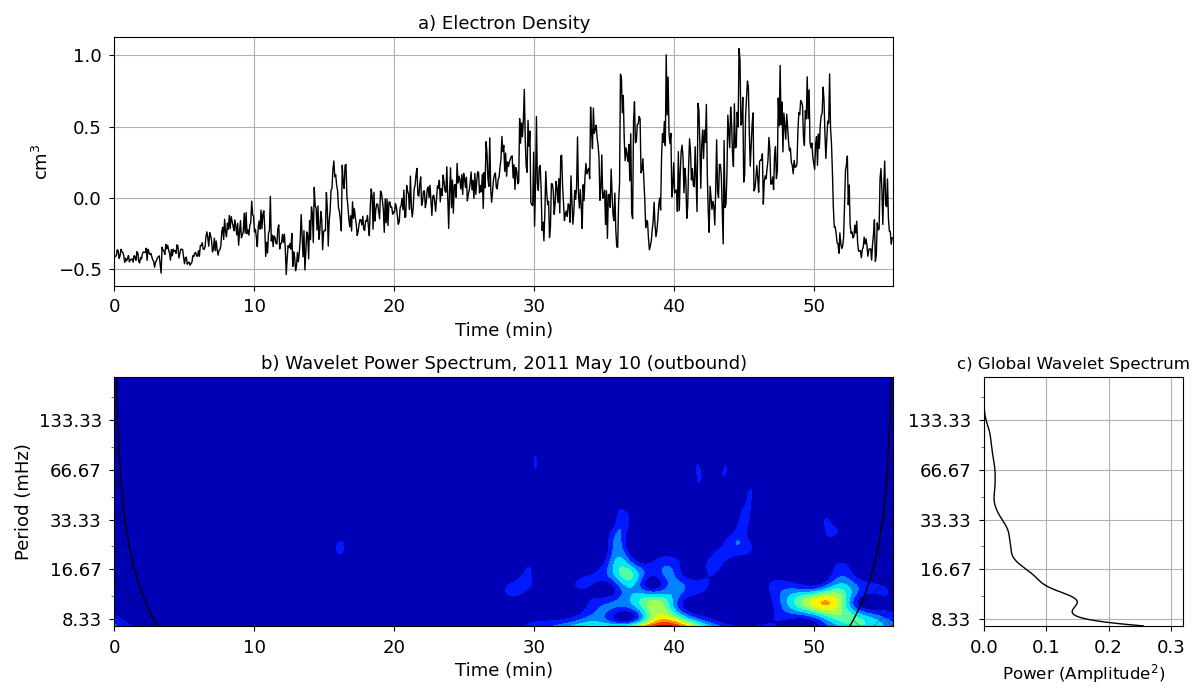 a) Electron Density
1.0
0.5
0.0
−0.5
cm³
0 10 20 30 40 50
Time (min)
b) Wavelet Power Spectrum, 2011 May 10 (outbound)
133.33
66.67
33.33
16.67
8.33
Period (mHz)
0 10 20 30 40 50
Time (min)
c) Global Wavelet Spectrum
133.33
66.67
33.33
16.67
8.33
0.0 0.1 0.2 0.3
Power (Amplitude²)